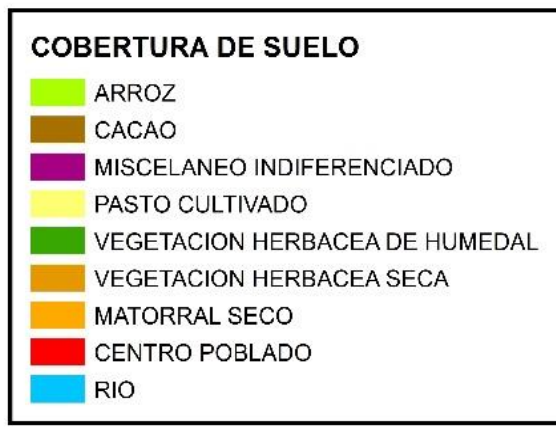 COBERTURA DE SUELO
ARROZ
CACAO
MISCELANEO INDIFERENCIADO
PASTO CULTIVADO
VEGETACION HERBACEA DE HUMEDAL
VEGETACION HERBACEA SECA
MATORRAL SECO
CENTRO POBLADO
RIO